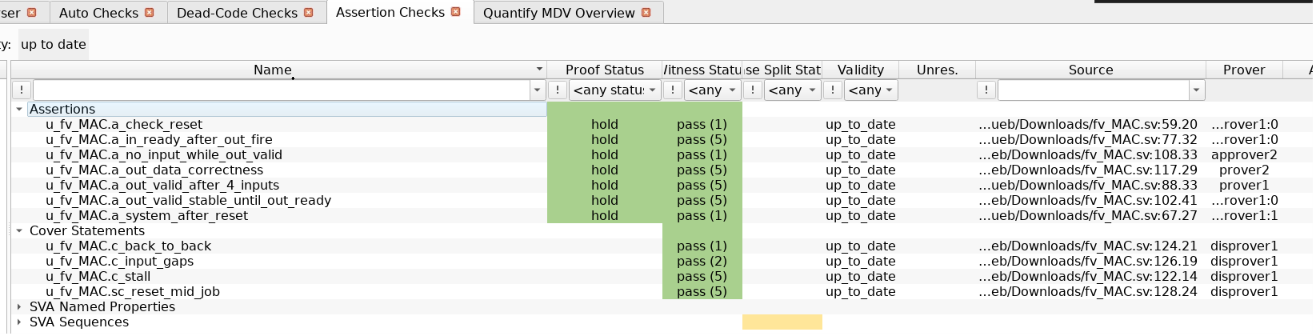 ser Auto Checks Dead-Code Checks Assertion Checks Quantify MDV Overview
ty: up to date
Name Proof Status Witness Statu se Split Stat Validity Unres. Source Prover A
! ! <any statu: ! <any ! <any ! <any !
Assertions
u_fv_MAC.a_check_reset hold pass (1) up_to_date ...ueb/Downloads/fv_MAC.sv:59.20 ...rover1:0
u_fv_MAC.a_in_ready_after_out_fire hold pass (5) up_to_date ...ueb/Downloads/fv_MAC.sv:77.32 ...rover1:0
u_fv_MAC.a_no_input_while_out_valid hold pass (1) up_to_date ...eb/Downloads/fv_MAC.sv:108.33 approver2
u_fv_MAC.a_out_data_correctness hold pass (5) up_to_date ...eb/Downloads/fv_MAC.sv:117.29 prover2
u_fv_MAC.a_out_valid_after_4_inputs hold pass (5) up_to_date ...ueb/Downloads/fv_MAC.sv:88.33 prover1
u_fv_MAC.a_out_valid_stable_until_out_ready hold pass (5) up_to_date ...eb/Downloads/fv_MAC.sv:102.41 ...rover1:0
u_fv_MAC.a_system_after_reset hold pass (1) up_to_date ...ueb/Downloads/fv_MAC.sv:67.27 ...rover1:1
Cover Statements
u_fv_MAC.c_back_to_back pass (1) up_to_date ...eb/Downloads/fv_MAC.sv:124.21 disprover1
u_fv_MAC.c_input_gaps pass (2) up_to_date ...eb/Downloads/fv_MAC.sv:126.19 disprover1
u_fv_MAC.c_stall pass (5) up_to_date ...eb/Downloads/fv_MAC.sv:122.14 disprover1
u_fv_MAC.sc_reset_mid_job pass (5) up_to_date ...eb/Downloads/fv_MAC.sv:128.24 disprover1
SVA Named Properties
SVA Sequences